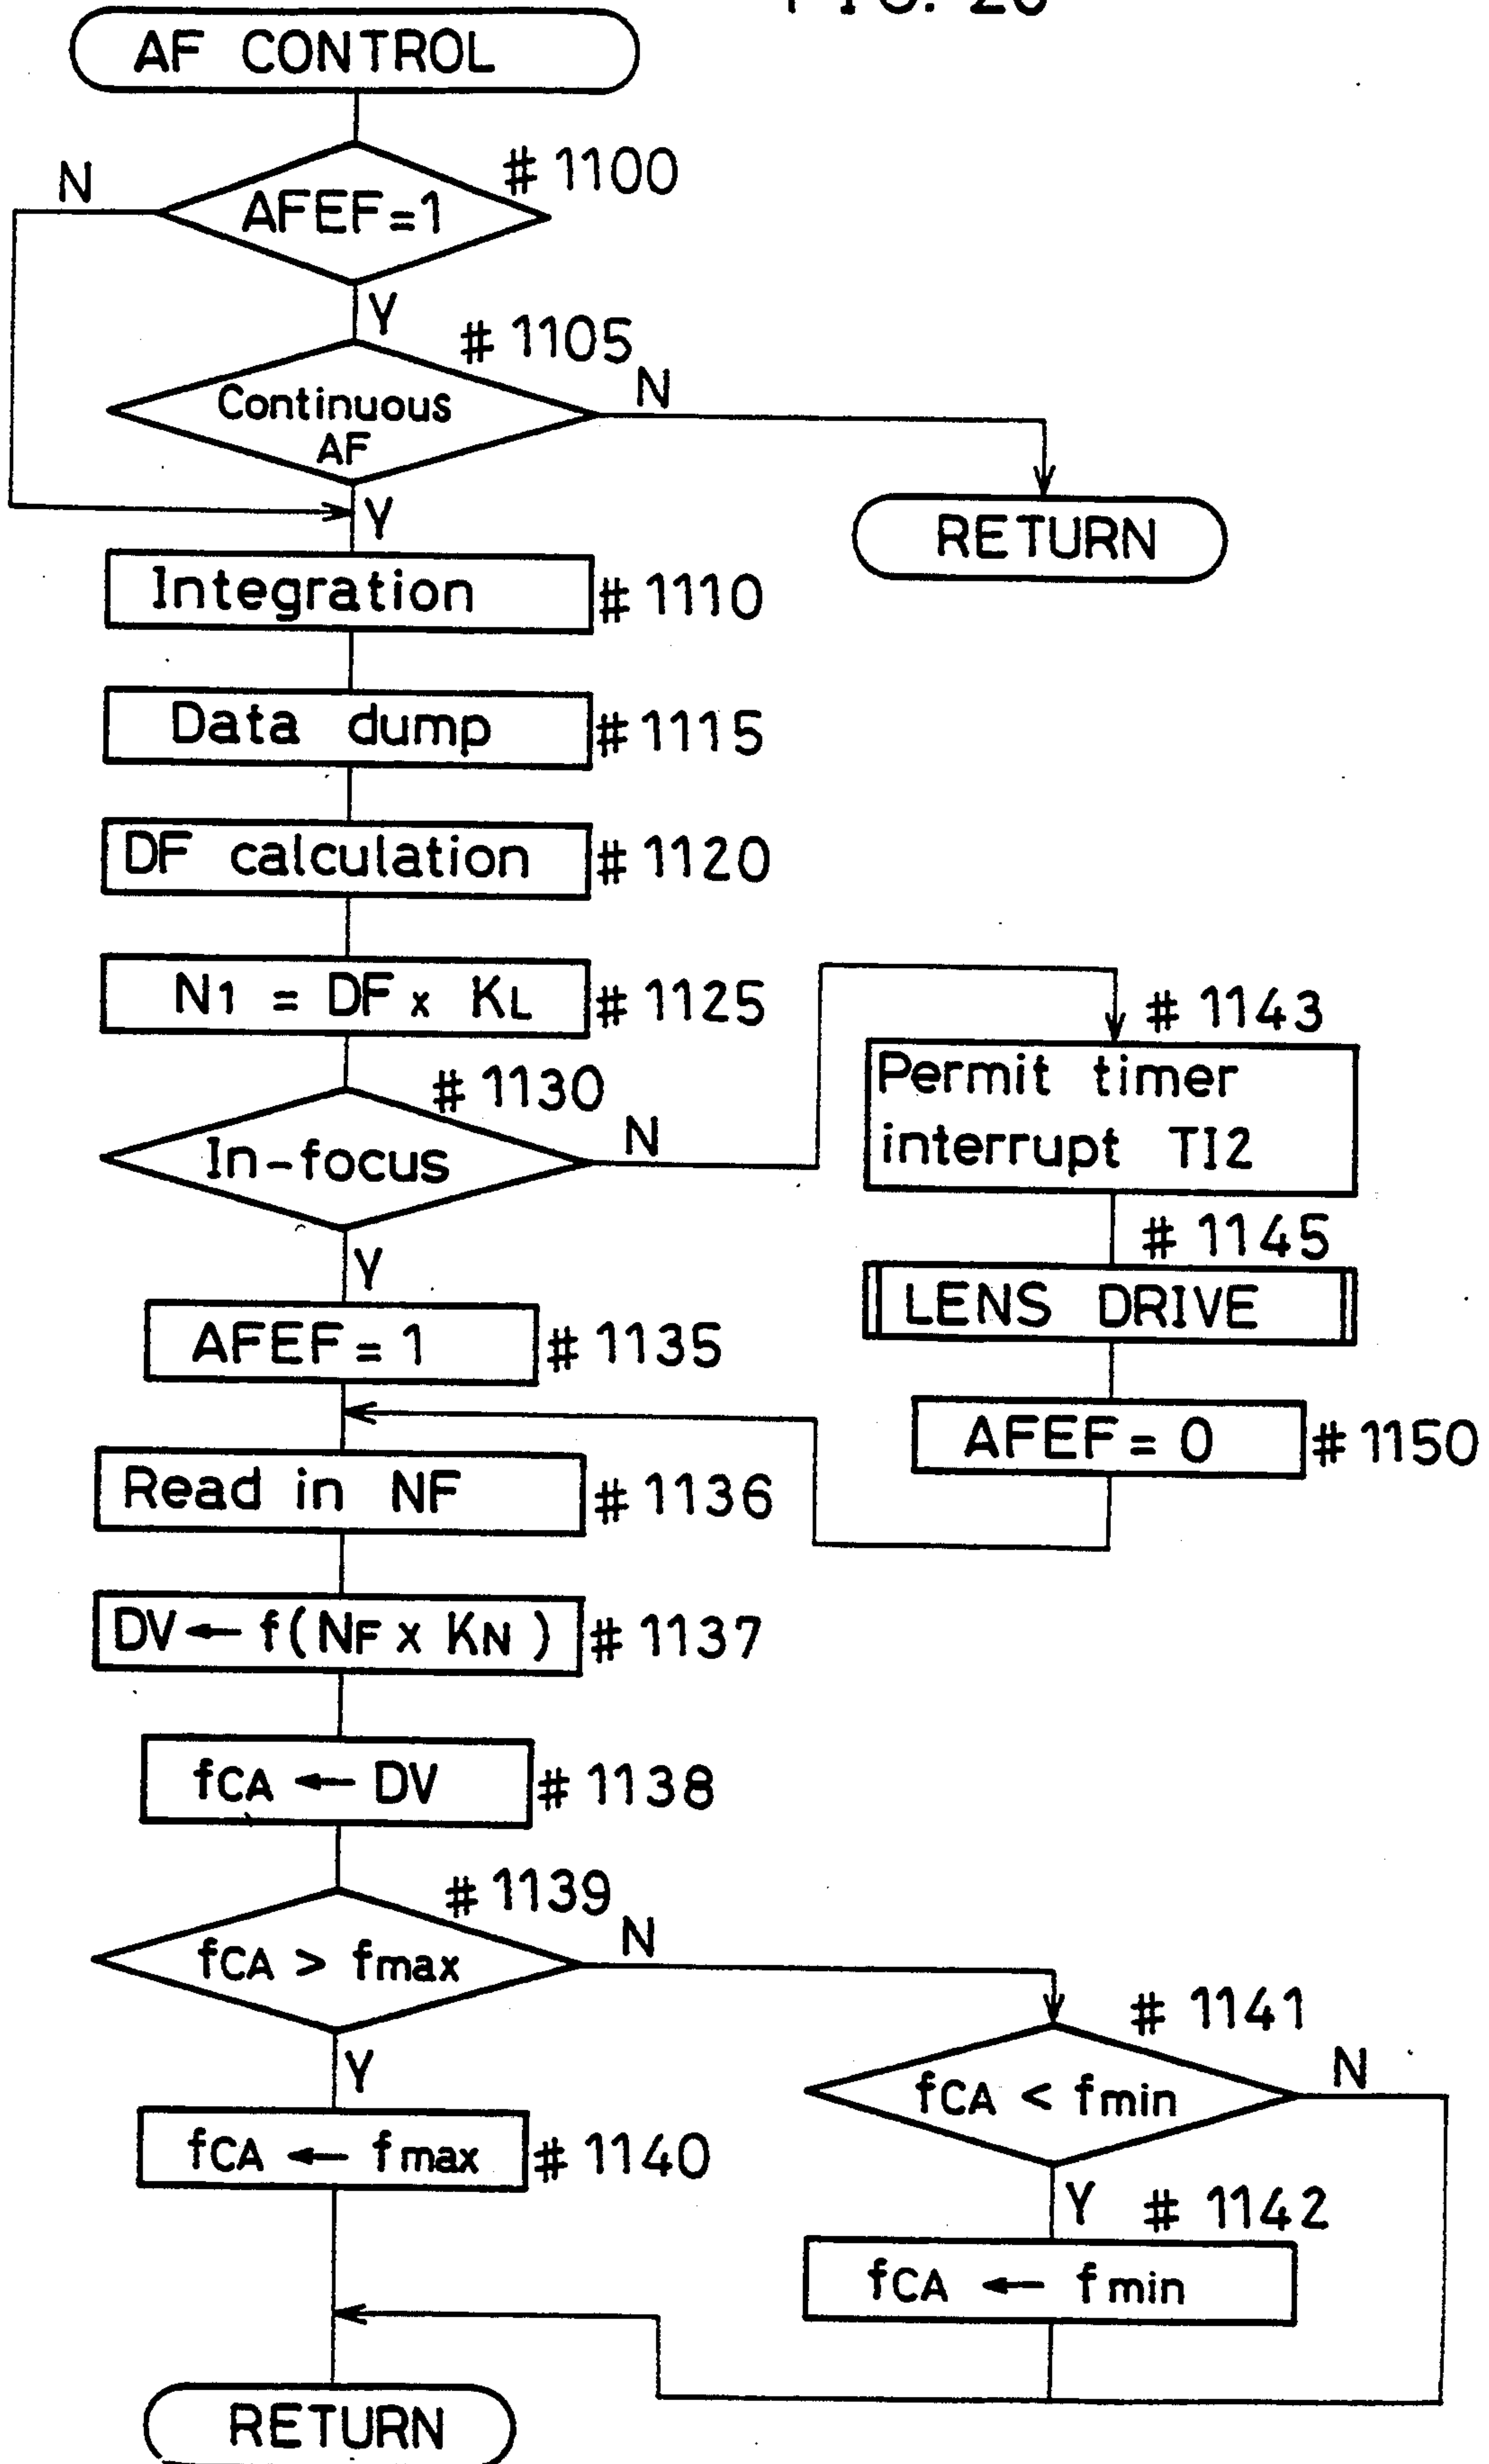 AF CONTROL
N
# 1100
AFEF=1
Y
# 1105
Continuous
AF
N
Y
RETURN
Integration
# 1110
Data dump
# 1115
DF calculation
# 1120
N1 = DF x KL
# 1125
# 1130
In-focus
N
Y
# 1143
Permit timer
interrupt TI2
# 1145
LENS DRIVE
AFEF = 1
# 1135
AFEF = 0
# 1150
Read in NF
# 1136
DV ← f(NF x KN)
# 1137
fCA ← DV
# 1138
# 1139
fCA > fmax
N
Y
# 1141
fCA < fmin
N
fCA ← fmax
# 1140
Y
# 1142
fCA ← fmin
RETURN